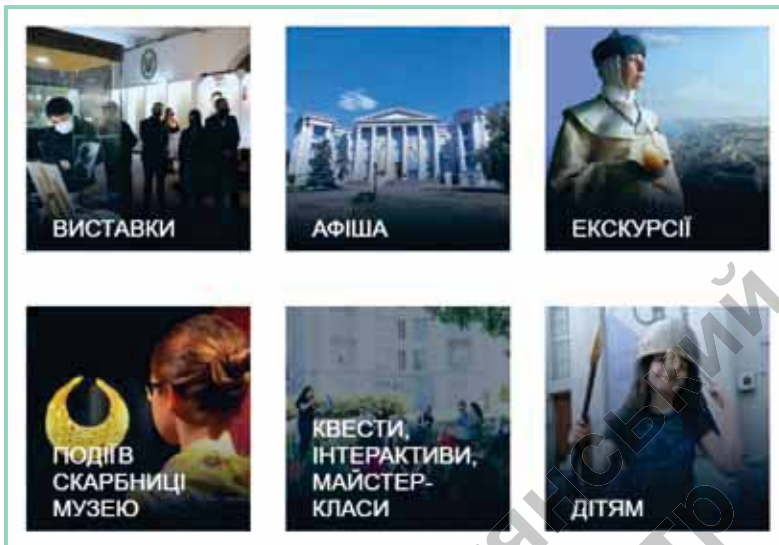 ВИСТАВКИ
АФІША
ЕКСКУРСІЇ
ПОДІЇ В
СКАРБНИЦІ
МУЗЕЮ
КВЕСТИ,
ІНТЕРАКТИВИ,
МАЙСТЕР-
КЛАСИ
ДІТЯМ